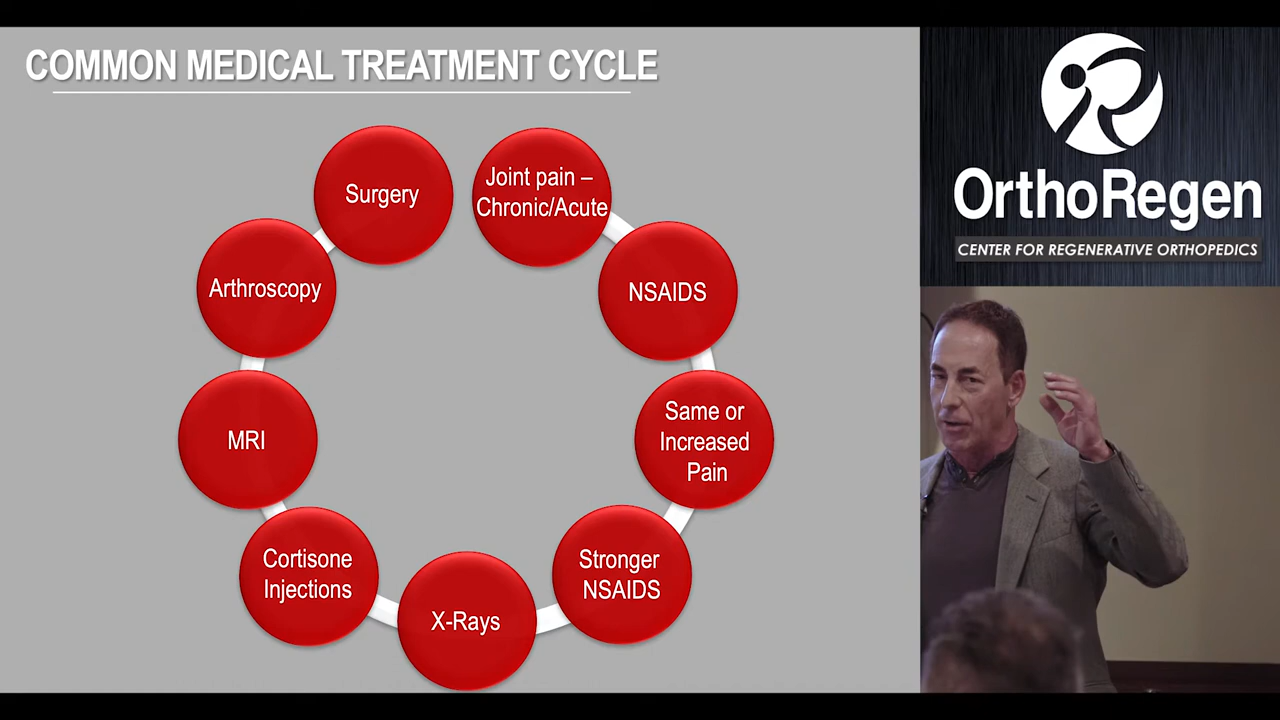 COMMON MEDICAL TREATMENT CYCLE
Joint pain –
Chronic/Acute
NSAIDS
Same or
Increased
Pain
Stronger
NSAIDS
X-Rays
Cortisone
Injections
MRI
Arthroscopy
Surgery
OrthoRegen
CENTER FOR REGENERATIVE ORTHOPEDICS